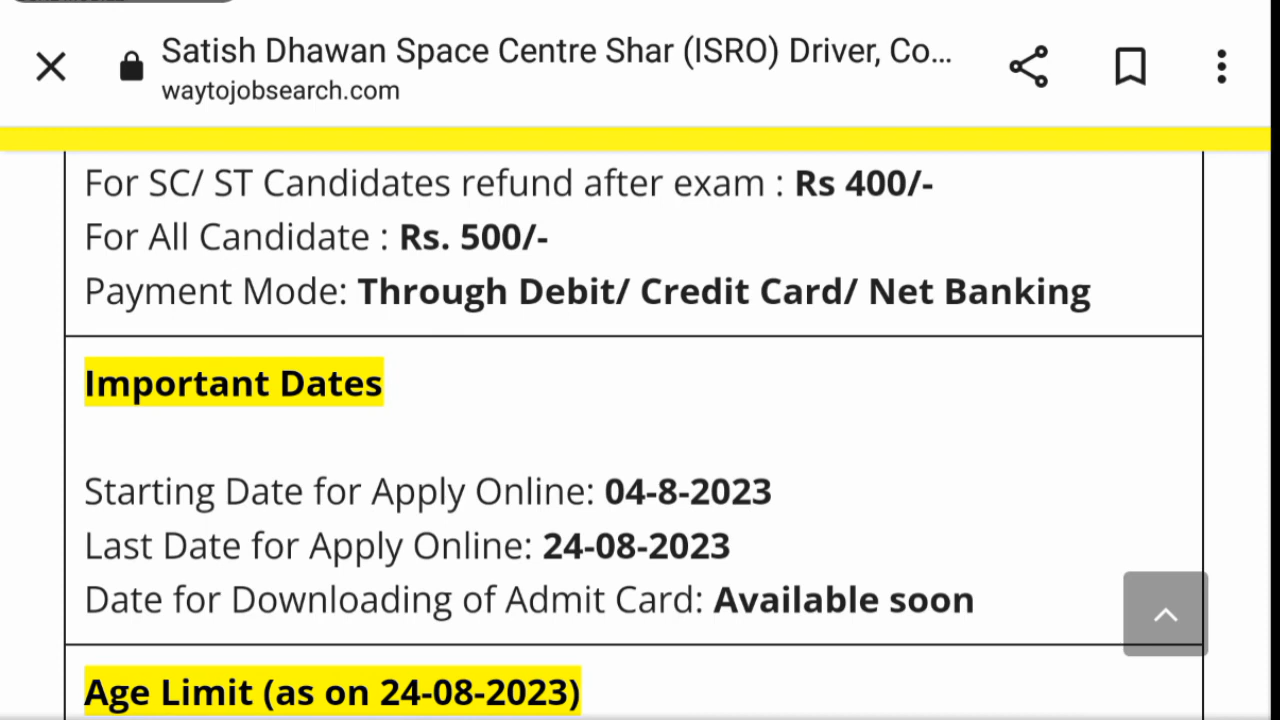 Satish Dhawan Space Centre Shar (ISRO) Driver, Co...
waytojobsearch.com
For SC/ ST Candidates refund after exam : Rs 400/-
For All Candidate : Rs. 500/-
Payment Mode: Through Debit/ Credit Card/ Net Banking
Important Dates
Starting Date for Apply Online: 04-8-2023
Last Date for Apply Online: 24-08-2023
Date for Downloading of Admit Card: Available soon
Age Limit (as on 24-08-2023)